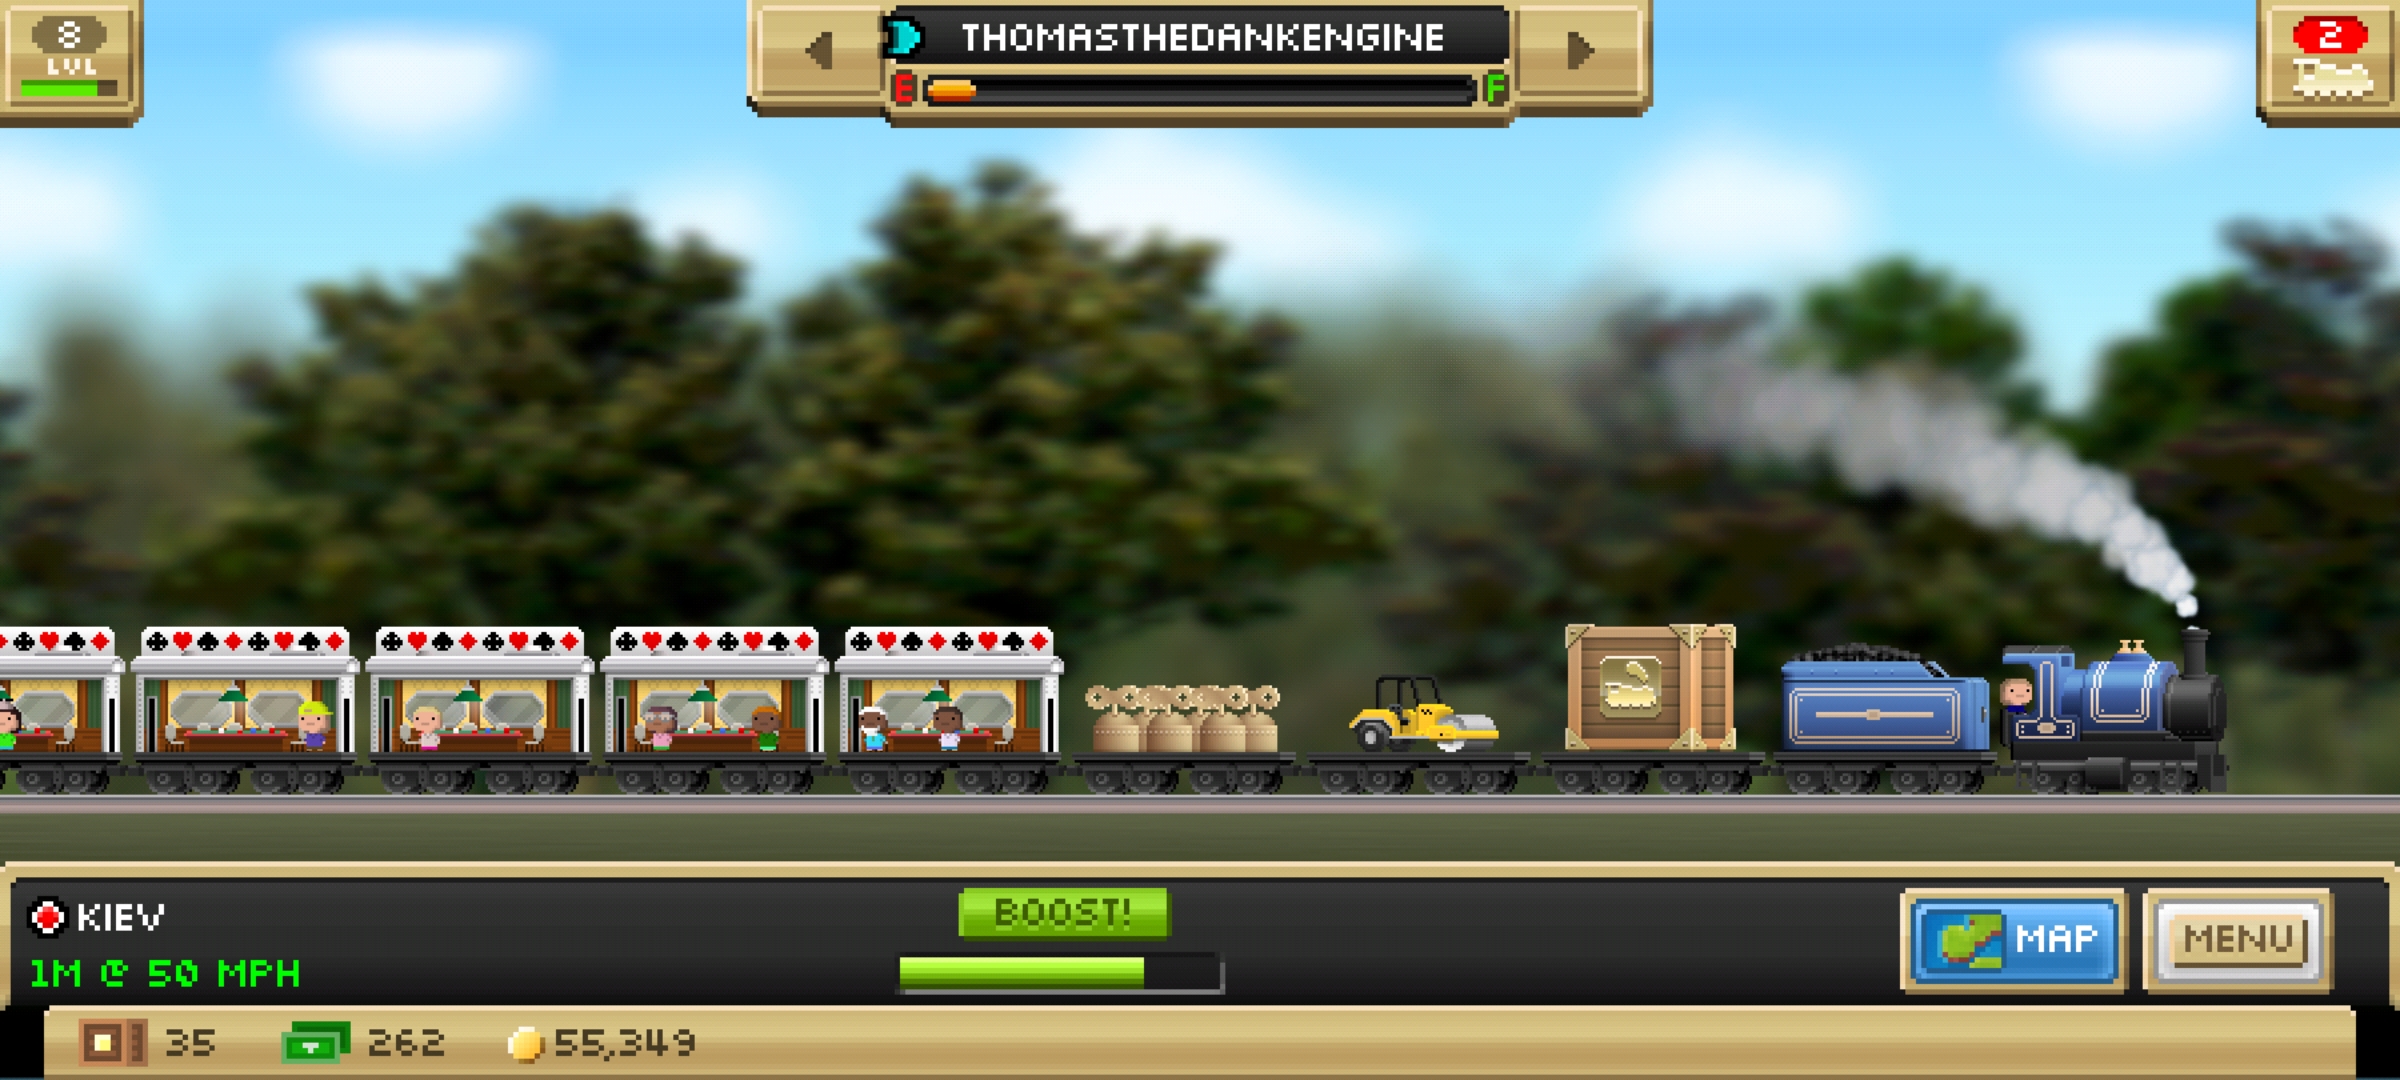 8
LVL
THOMASTHEDANKENGINE
E F
2
KIEV
BOOST!
1M @ 50 MPH
MAP
MENU
35 262 55,349